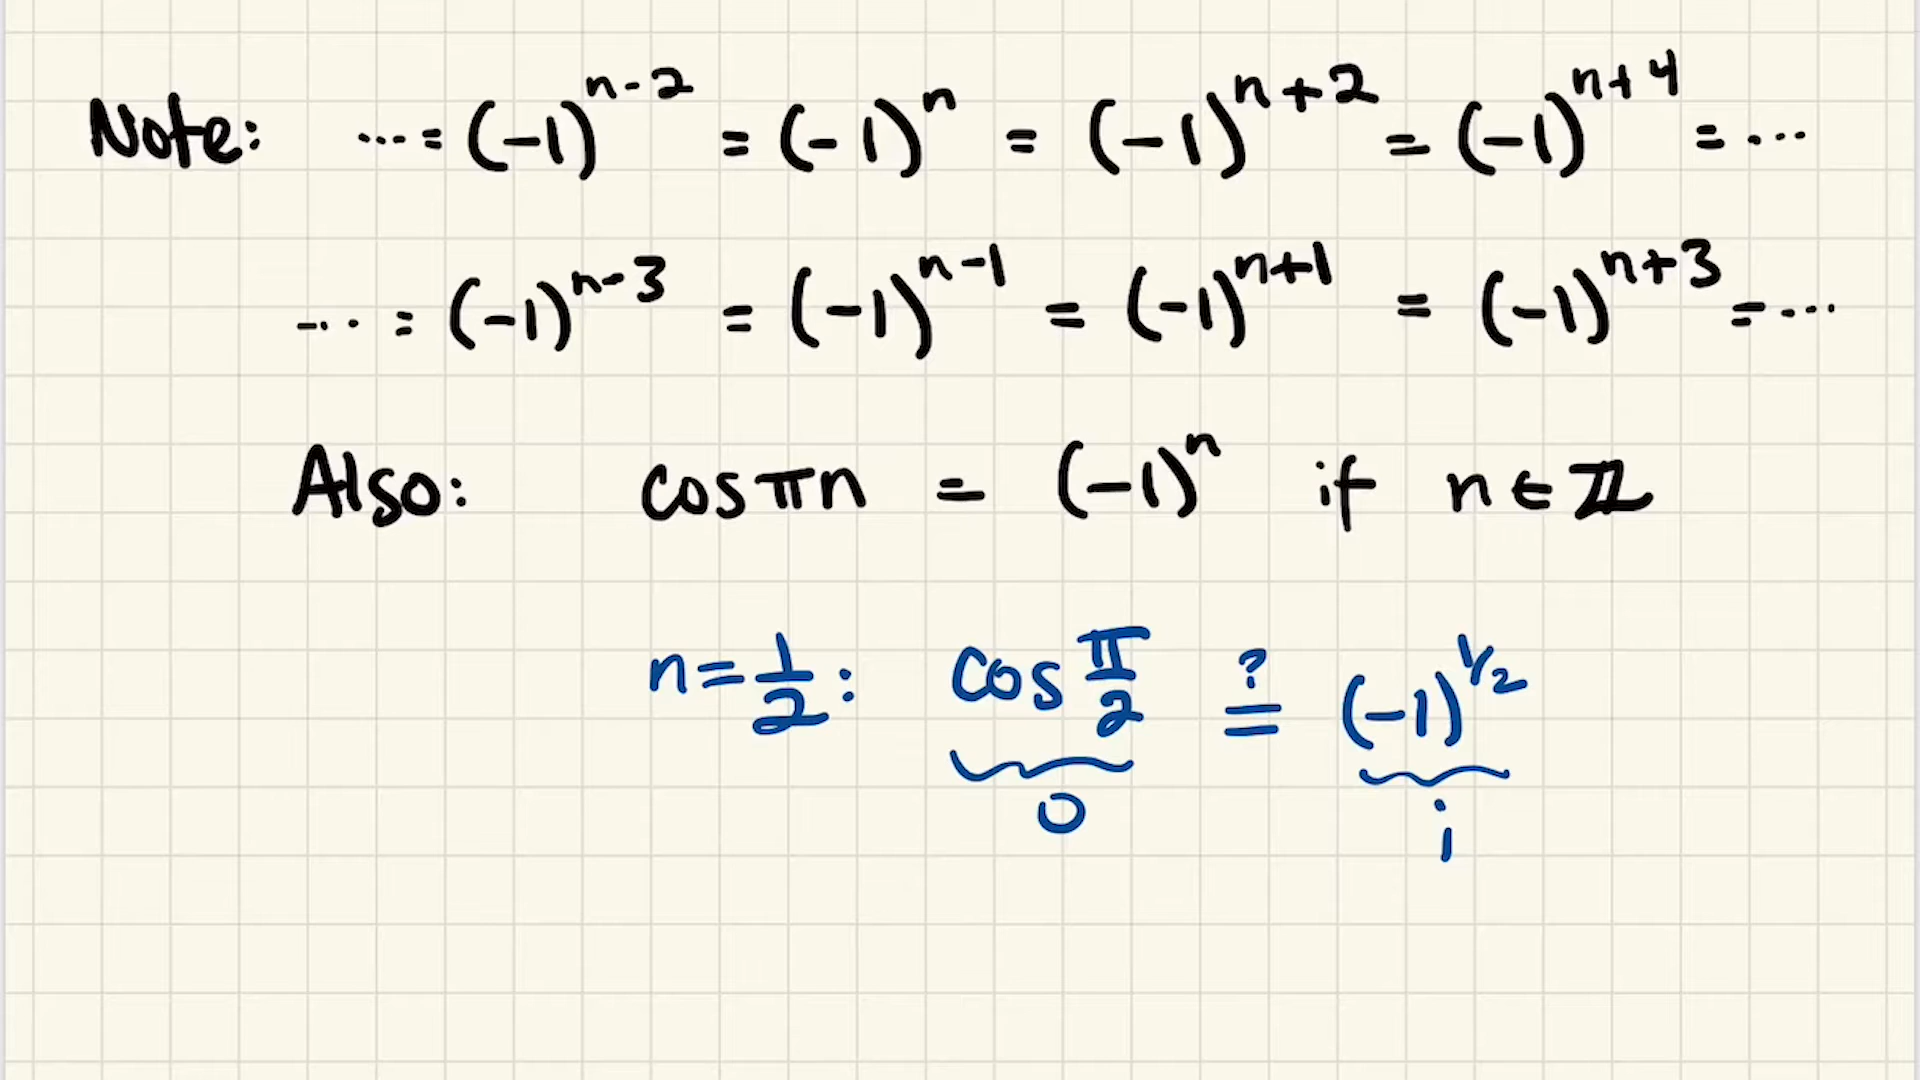 Note: ... = (-1)^{n-2} = (-1)^n = (-1)^{n+2} = (-1)^{n+4} = ...
... = (-1)^{n-3} = (-1)^{n-1} = (-1)^{n+1} = (-1)^{n+3} = ...
Also: cos πn = (-1)^n if n ∈ ℤ
n = 1/2 : cos π/2 ?= (-1)^{1/2}
0 i